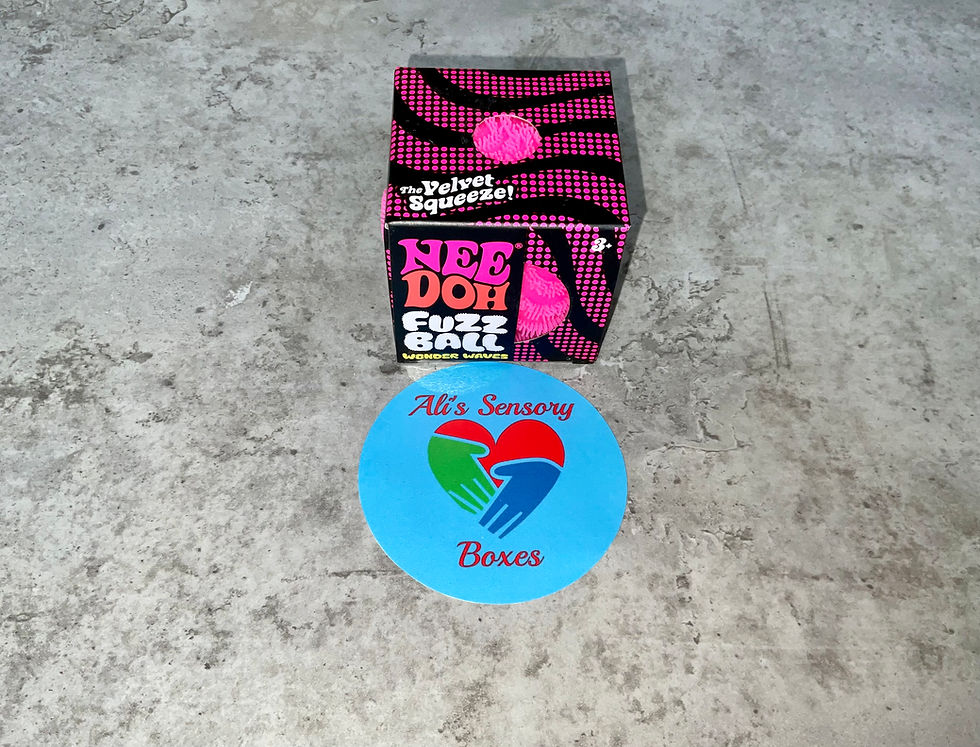 The Velvet
Squeeze!
NEE
DOH®
3+
FUZZ
BALL
WONDER WAVES
Ali's Sensory
Boxes